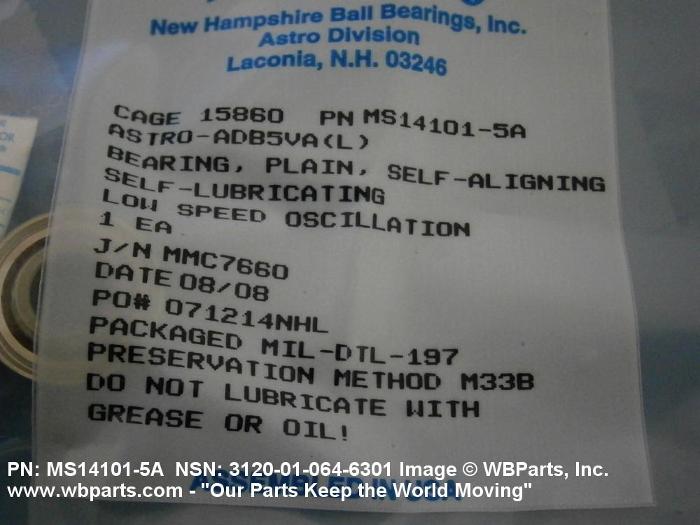 New Hampshire Ball Bearings, Inc.
Astro Division
Laconia, N.H. 03246
CAGE 15860 PN MS14101-5A
ASTRO-ADB5VA(L)
BEARING, PLAIN, SELF-ALIGNING
SELF-LUBRICATING
LOW SPEED OSCILLATION
1 EA
J/N MMC7660
DATE 08/08
PO# 071214NHL
PACKAGED MIL-DTL-197
PRESERVATION METHOD M33B
DO NOT LUBRICATE WITH
GREASE OR OIL!
ASSEMBLED IN USA
PN: MS14101-5A NSN: 3120-01-064-6301 Image © WBParts, Inc.
www.wbparts.com - "Our Parts Keep the World Moving"